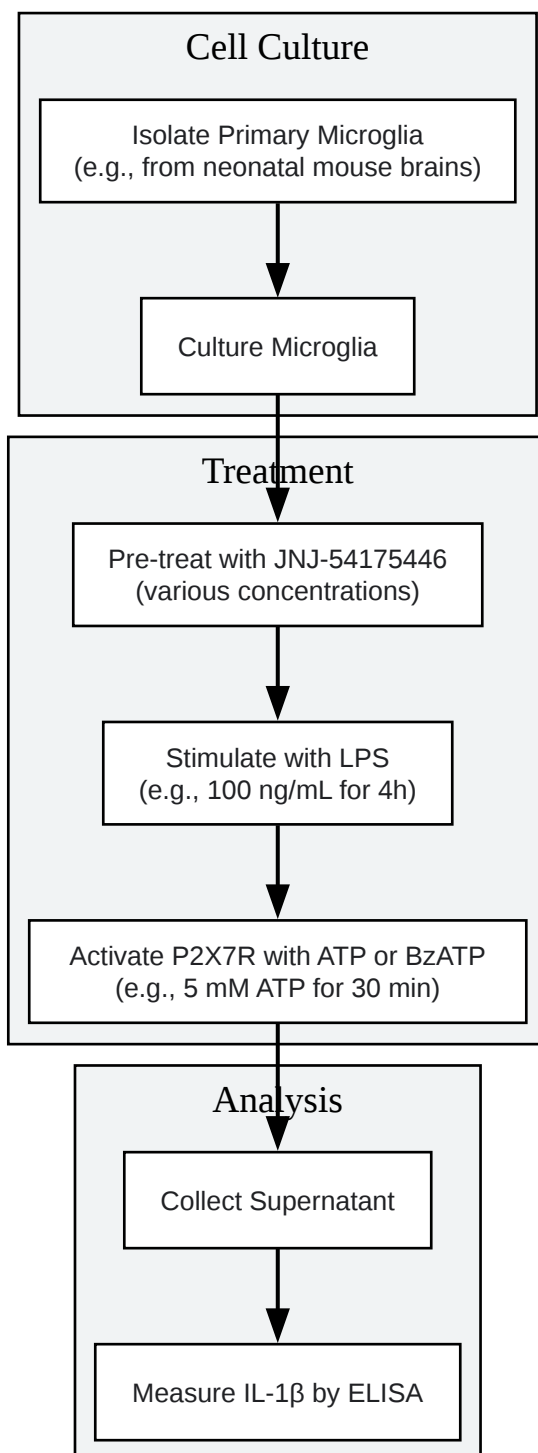 Cell Culture
Isolate Primary Microglia
(e.g., from neonatal mouse brains)
Culture Microglia
Treatment
Pre-treat with JNJ-54175446
(various concentrations)
Stimulate with LPS
(e.g., 100 ng/mL for 4h)
Activate P2X7R with ATP or BzATP
(e.g., 5 mM ATP for 30 min)
Analysis
Collect Supernatant
Measure IL-1β by ELISA